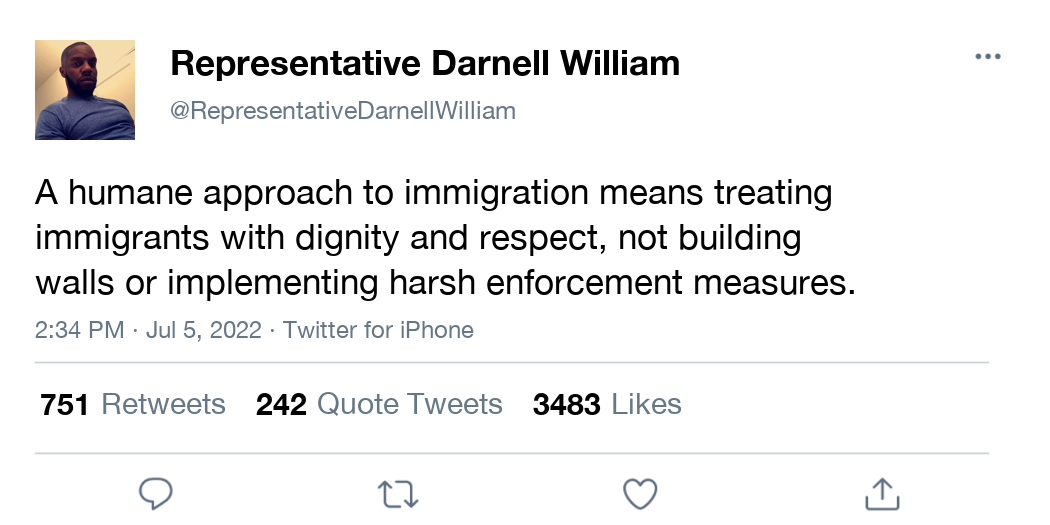 Representative Darnell William
@RepresentativeDarnellWilliam
A humane approach to immigration means treating
immigrants with dignity and respect, not building
walls or implementing harsh enforcement measures.
2:34 PM · Jul 5, 2022 · Twitter for iPhone
751 Retweets 242 Quote Tweets 3483 Likes